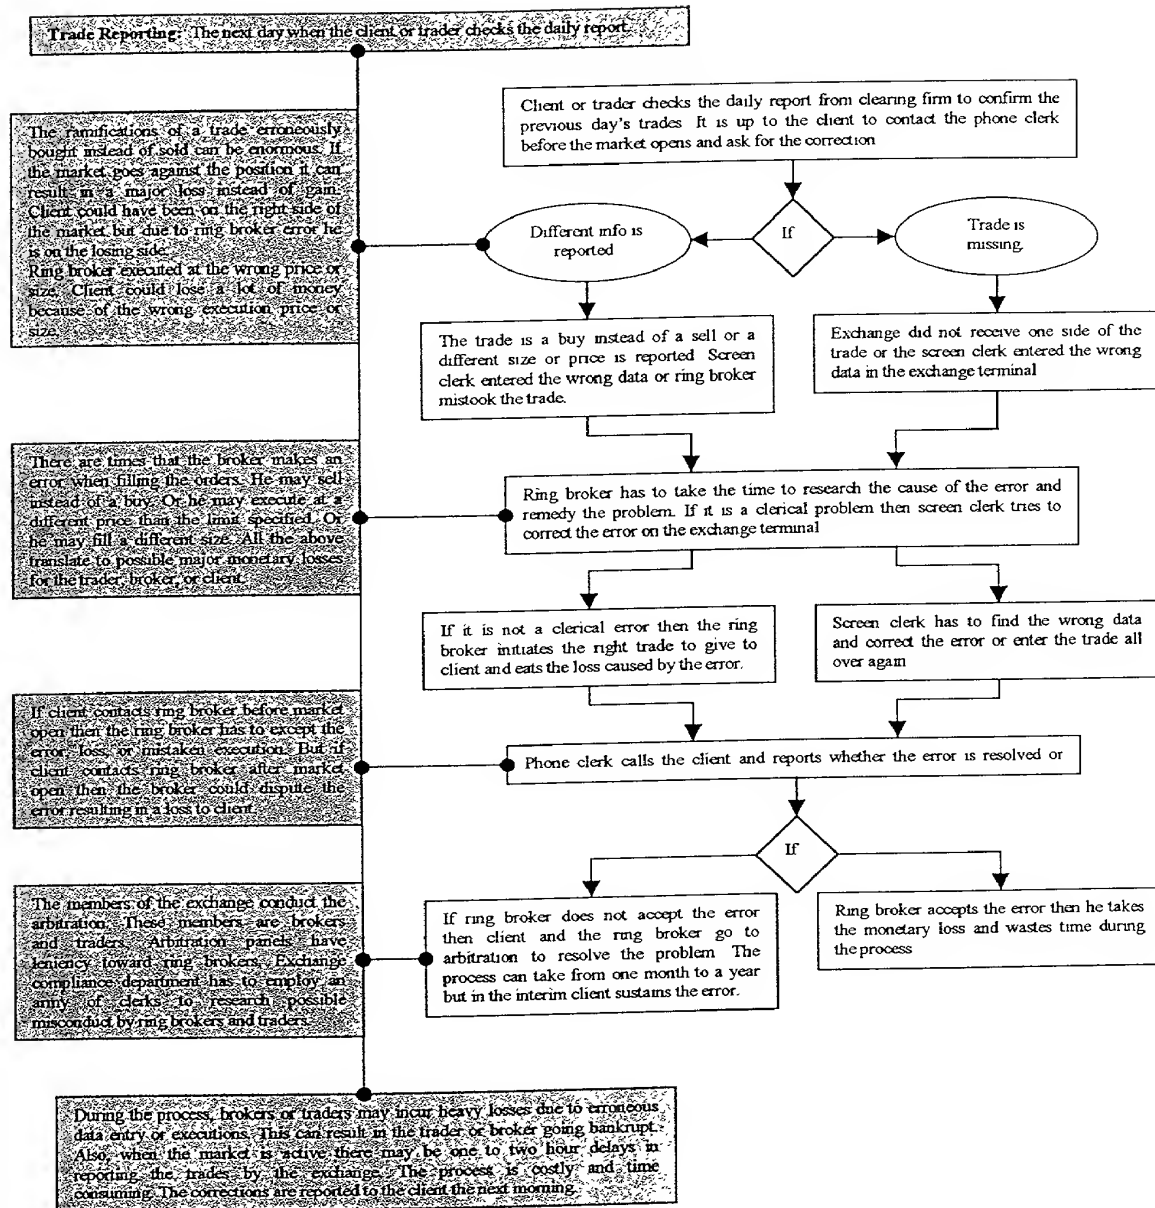 Trade Reporting: The next day when the client or trader checks the daily report.
Client or trader checks the daily report from clearing firm to confirm the
previous day's trades It is up to the client to contact the phone clerk
before the market opens and ask for the correction
The ramifications of a trade erroneously
bought instead of sold can be enormous. If
the market goes against the position it can
result in a major loss instead of gain.
Client could have been on the right side of
the market but due to ring broker error he
is on the losing side.
Ring broker executed at the wrong price or
size. Client could lose a lot of money
because of the wrong execution price or
size.
Different info is
reported
If
Trade is
missing.
The trade is a buy instead of a sell or a
different size or price is reported Screen
clerk entered the wrong data or ring broker
mistook the trade.
Exchange did not receive one side of the
trade or the screen clerk entered the wrong
data in the exchange terminal
There are times that the broker makes an
error when filling the orders. He may sell
instead of a buy. Or he may execute at a
different price than the limit specified. Or
he may fill a different size. All the above
translate to possible major monetary losses
for the trader, broker, or client.
Ring broker has to take the time to research the cause of the error and
remedy the problem. If it is a clerical problem then screen clerk tries to
correct the error on the exchange terminal
If it is not a clerical error then the ring
broker initiates the right trade to give to
client and eats the loss caused by the error.
Screen clerk has to find the wrong data
and correct the error or enter the trade all
over again
If client contacts ring broker before market
open then the ring broker has to except the
error, loss, or mistaken execution. But if
client contacts ring broker after market
open then the broker could dispute the
error resulting in a loss to client.
Phone clerk calls the client and reports whether the error is resolved or
If
The members of the exchange conduct the
arbitration. These members are brokers
and traders. Arbitration panels have
leniency toward ring brokers. Exchange
compliance department has to employ an
army of clerks to research possible
misconduct by ring brokers and traders.
If ring broker does not accept the error
then client and the ring broker go to
arbitration to resolve the problem The
process can take from one month to a year
but in the interim client sustains the error.
Ring broker accepts the error then he takes
the monetary loss and wastes time during
the process
During the process, brokers or traders may incur heavy losses due to erroneous
data entry or executions. This can result in the trader or broker going bankrupt.
Also, when the market is active there may be one to two hour delays in
reporting the trades by the exchange. The process is costly and time
consuming. The corrections are reported to the client the next morning.